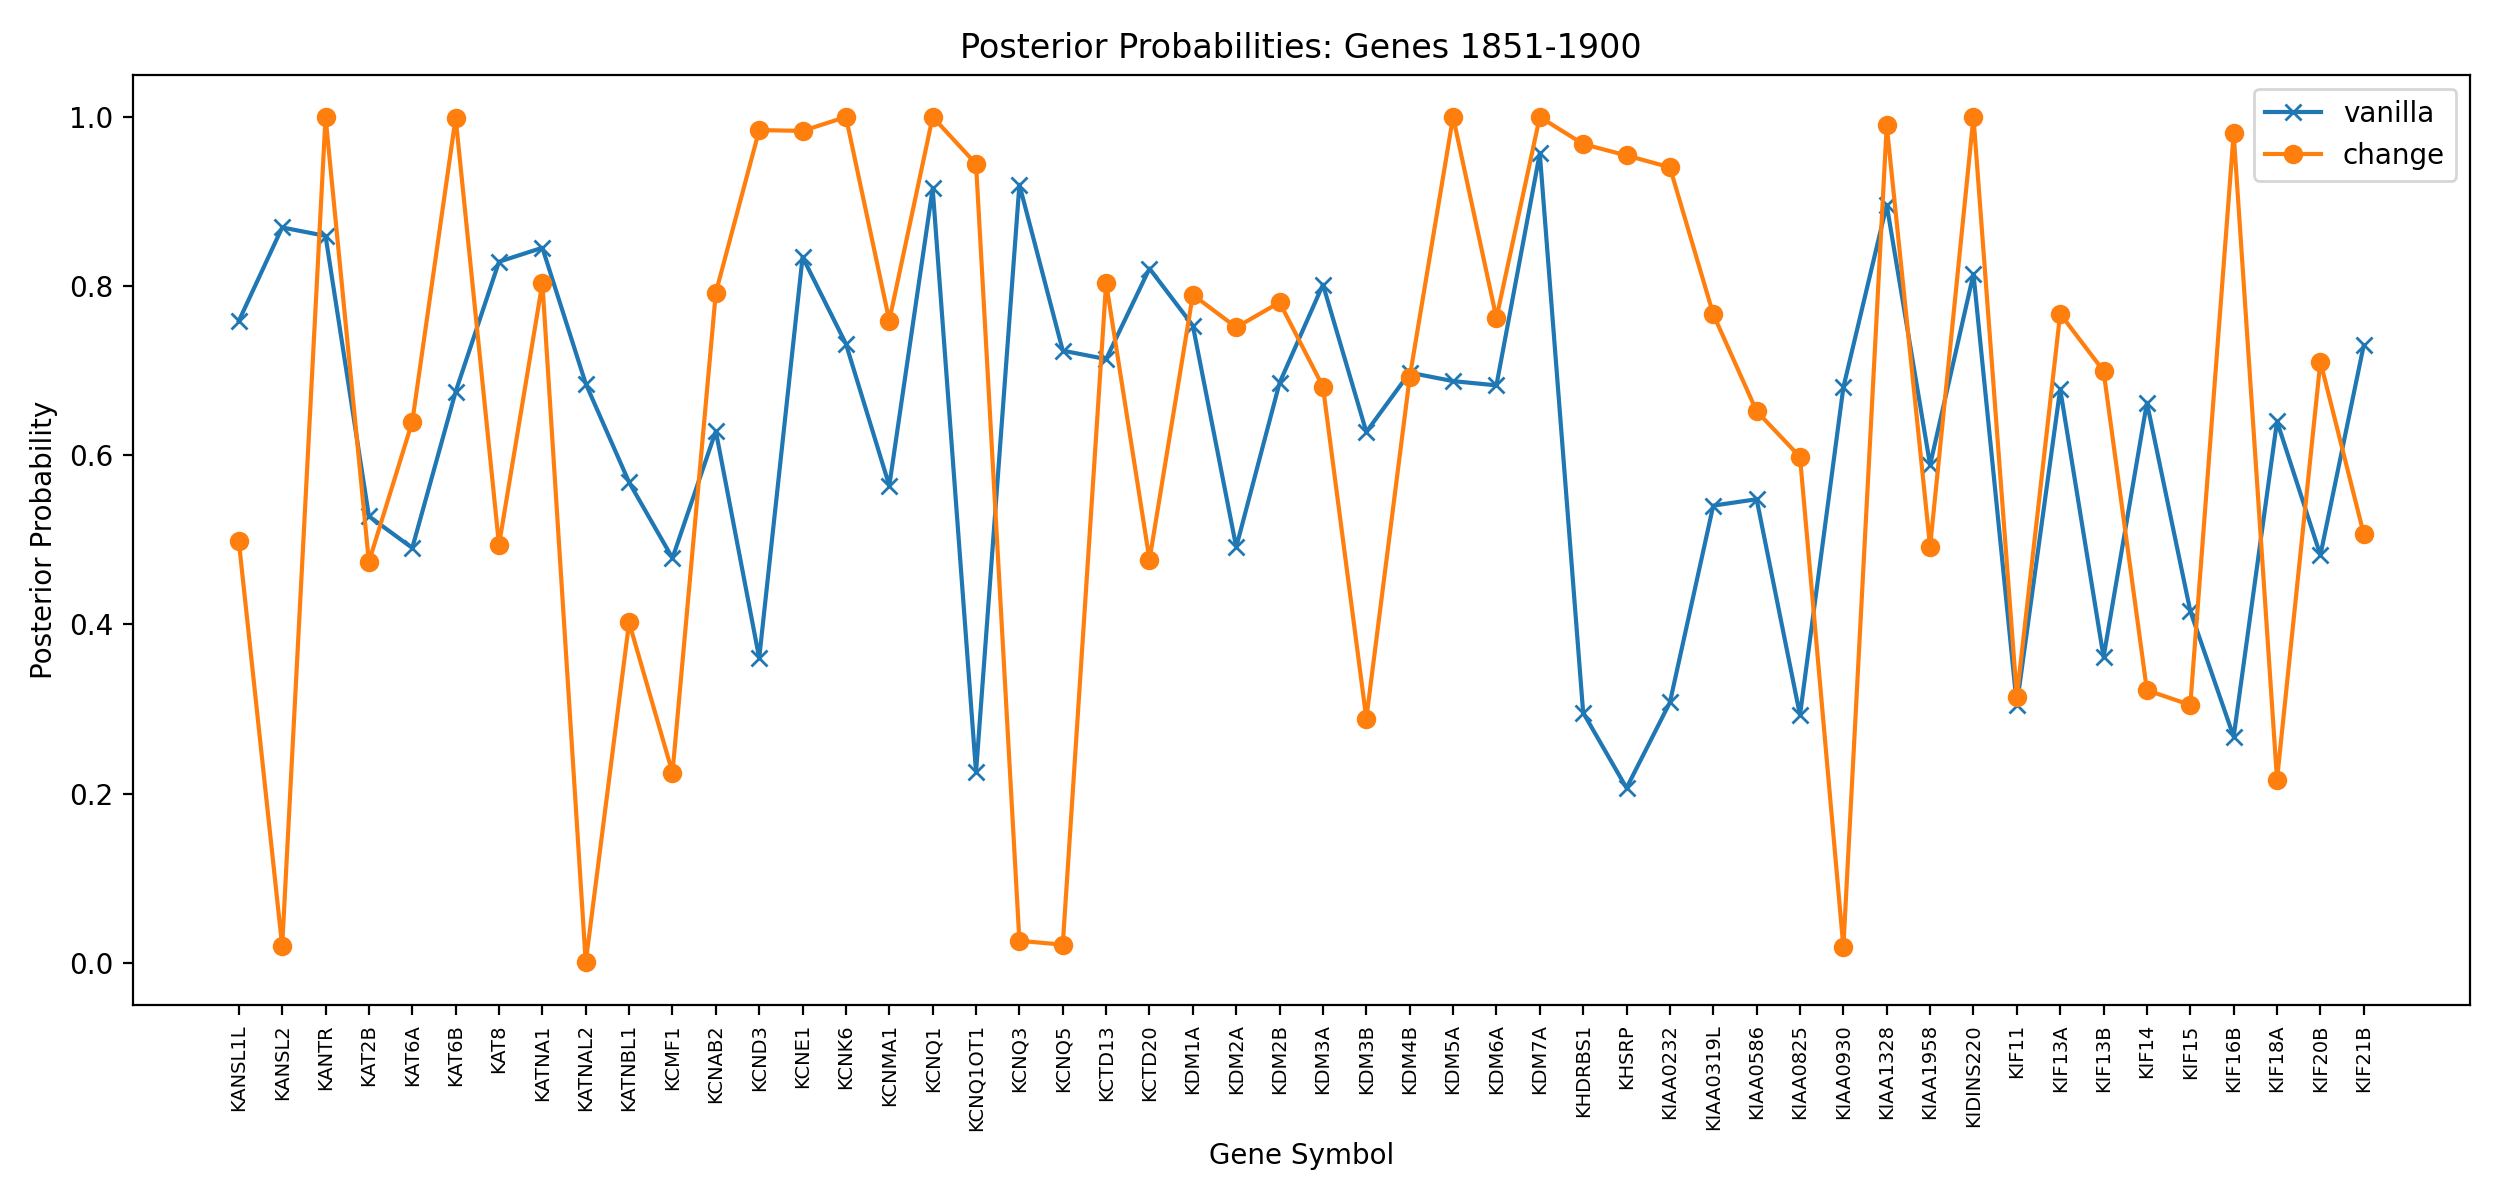 Posterior Probabilities: Genes 1851-1900
vanilla
change
Posterior Probability
1.0
0.8
0.6
0.4
0.2
0.0
KANSL1L
KANSL2
KANTR
KAT2B
KAT6A
KAT6B
KAT8
KATNA1
KATNAL2
KATNBL1
KCMF1
KCNAB2
KCND3
KCNE1
KCNK6
KCNMA1
KCNQ1
KCNQ1OT1
KCNQ3
KCNQ5
KCTD13
KCTD20
KDM1A
KDM2A
KDM2B
KDM3A
KDM3B
KDM4B
KDM5A
KDM6A
KDM7A
KHDRBS1
KHSRP
KIAA0232
KIAA0319L
KIAA0586
KIAA0825
KIAA0930
KIAA1328
KIAA1958
KIDINS220
KIF11
KIF13A
KIF13B
KIF14
KIF15
KIF16B
KIF18A
KIF20B
KIF21B
Gene Symbol